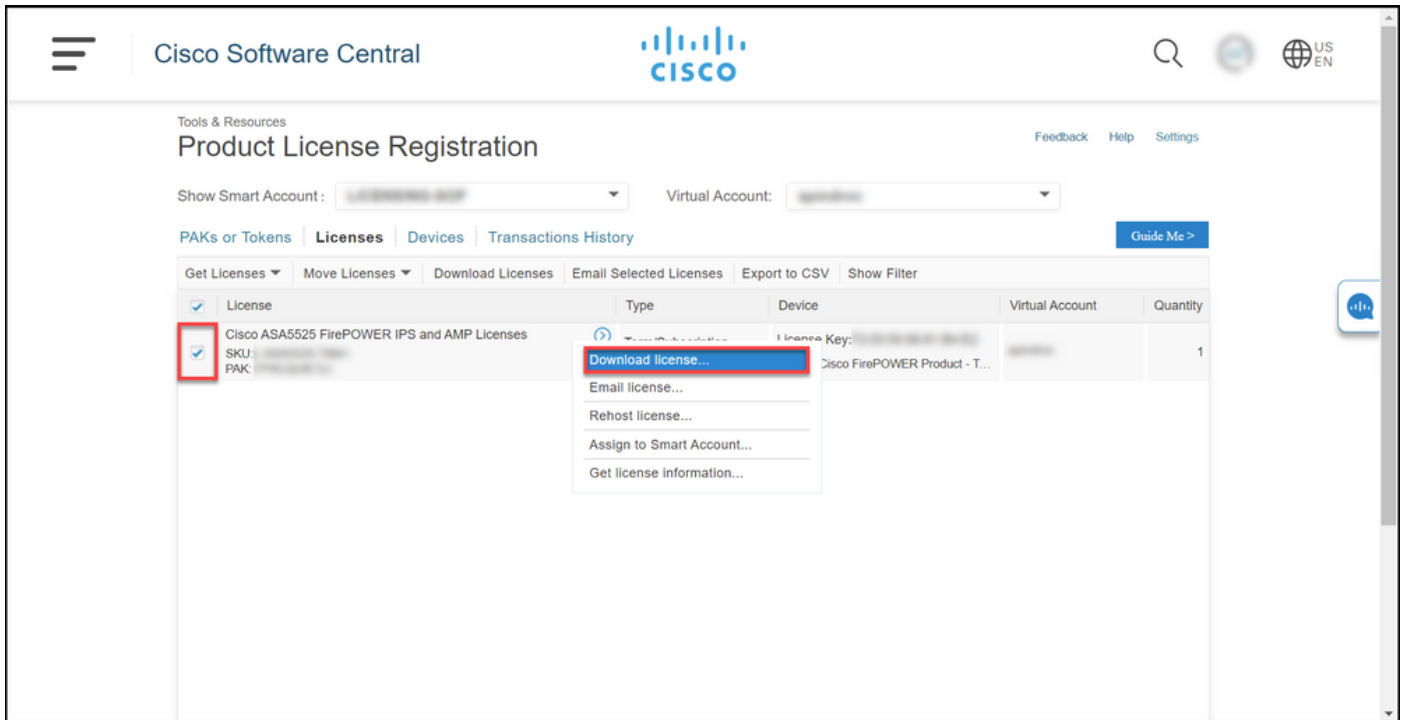 Cisco Software Central
CISCO
US
EN
Tools & Resources
Product License Registration
Feedback Help Settings
Show Smart Account :
Virtual Account:
PAKs or Tokens Licenses Devices Transactions History
Guide Me >
Get Licenses Move Licenses Download Licenses Email Selected Licenses Export to CSV Show Filter
License Type Device Virtual Account Quantity
Cisco ASA5525 FirePOWER IPS and AMP Licenses
Term/Subscription
License Key:
SKU:
PAK:
Cisco FirePOWER Product - T...
1
Download license...
Email license...
Rehost license...
Assign to Smart Account...
Get license information...